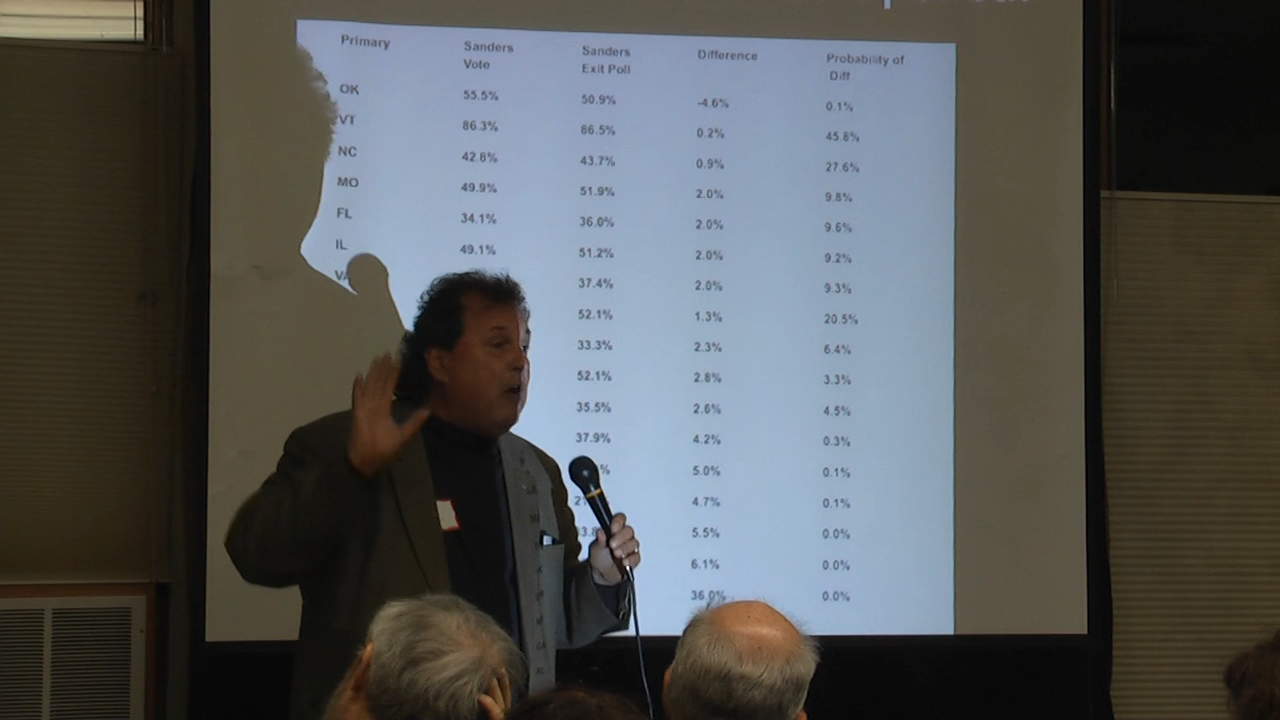 Primary Sanders Vote Sanders Exit Poll Difference Probability of Diff
OK 55.5% 50.9% -4.6% 0.1%
VT 86.3% 86.5% 0.2% 45.8%
NC 42.8% 43.7% 0.9% 27.6%
MO 49.9% 51.9% 2.0% 9.8%
FL 34.1% 36.0% 2.0% 9.6%
IL 49.1% 51.2% 2.0% 9.2%
VA 37.4% 2.0% 9.3%
52.1% 1.3% 20.5%
33.3% 2.3% 6.4%
52.1% 2.8% 3.3%
35.5% 2.6% 4.5%
37.9% 4.2% 0.3%
5.0% 0.1%
4.7% 0.1%
5.5% 0.0%
6.1% 0.0%
36.0% 0.0%